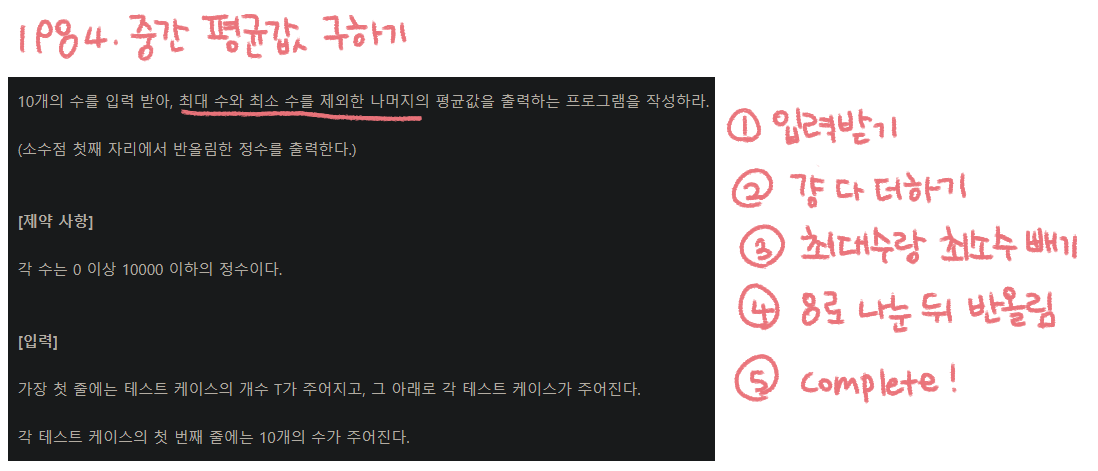 1984. 중간 평균값 구하기
10개의 수를 입력 받아, 최대 수와 최소 수를 제외한 나머지의 평균값을 출력하는 프로그램을 작성하라.
(소수점 첫째 자리에서 반올림한 정수를 출력한다.)
[제약 사항]
각 수는 0 이상 10000 이하의 정수이다.
[입력]
가장 첫 줄에는 테스트 케이스의 개수 T가 주어지고, 그 아래로 각 테스트 케이스가 주어진다.
각 테스트 케이스의 첫 번째 줄에는 10개의 수가 주어진다.
① 입력받기
② 걍 다 더하기
③ 최대수랑 최소수 빼기
④ 8로 나눈 뒤 반올림
⑤ complete!